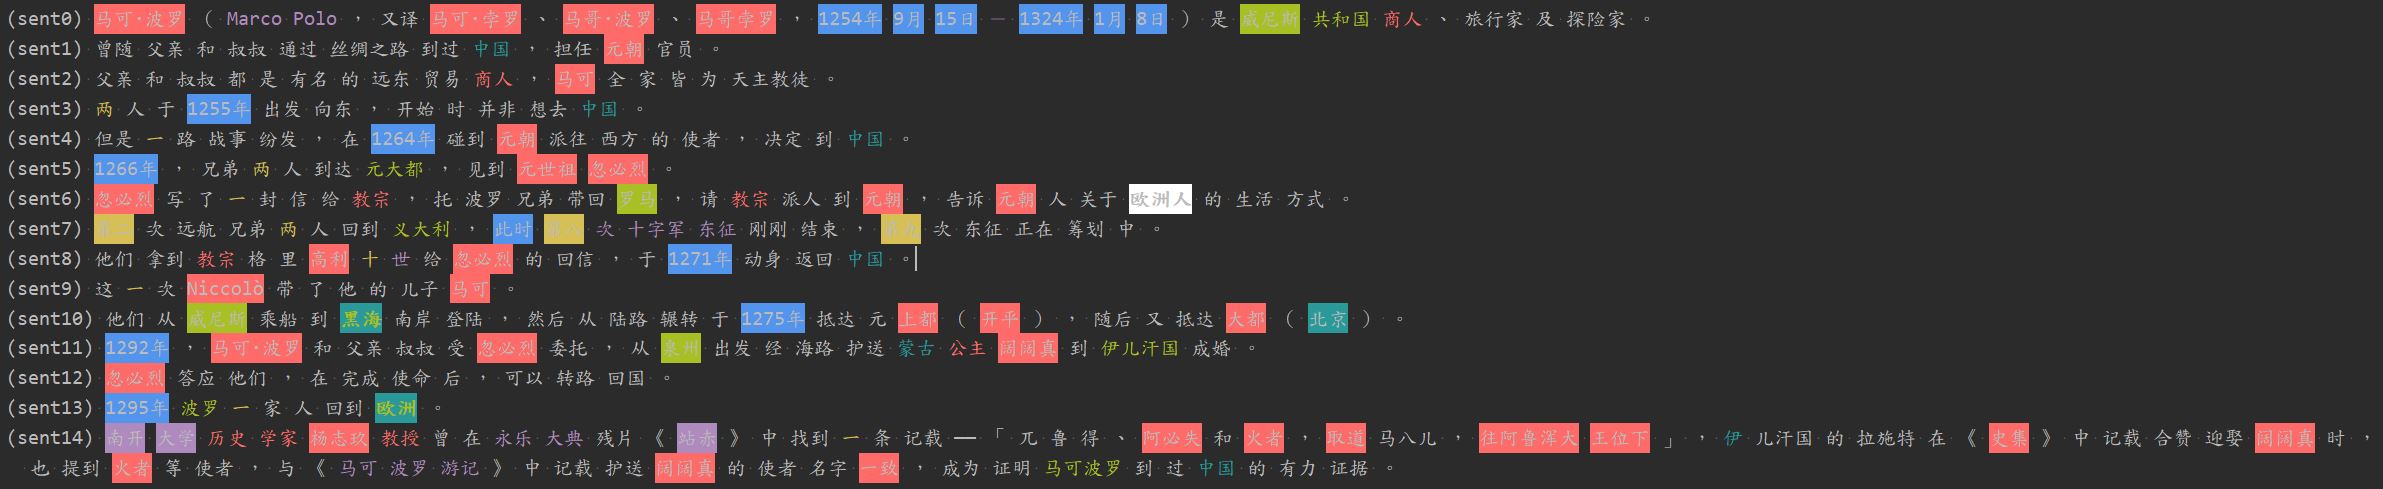 (sent0) 马可·波罗 ( Marco Polo , 又译 马可·孛罗 、 马哥·波罗 、 马哥孛罗 , 1254年 9月 15日 — 1324年 1月 8日 ) 是 威尼斯 共和国 商人 、 旅行家 及 探险家 。
(sent1) 曾随 父亲 和 叔叔 通过 丝绸之路 到过 中国 , 担任 元朝 官员 。
(sent2) 父亲 和 叔叔 都 是 有名 的 远东 贸易 商人 , 马可 全 家 皆 为 天主教徒 。
(sent3) 两 人 于 1255年 出发 向东 , 开始 时 并非 想去 中国 。
(sent4) 但是 一 路 战事 纷发 , 在 1264年 碰到 元朝 派往 西方 的 使者 , 决定 到 中国 。
(sent5) 1266年 , 兄弟 两 人 到达 元大都 , 见到 元世祖 忽必烈 。
(sent6) 忽必烈 写 了 一 封 信 给 教宗 , 托 波罗 兄弟 带回 罗马 , 请 教宗 派人 到 元朝 , 告诉 元朝 人 关于 欧洲人 的 生活 方式 。
(sent7) 第二 次 远航 兄弟 两 人 回到 义大利 , 此时 第八 次 十字军 东征 刚刚 结束 , 第九 次 东征 正在 筹划 中 。
(sent8) 他们 拿到 教宗 格 里 高利 十 世 给 忽必烈 的 回信 , 于 1271年 动身 返回 中国 。
(sent9) 这 一 次 Niccolò 带 了 他 的 儿子 马可 。
(sent10) 他们 从 威尼斯 乘船 到 黑海 南岸 登陆 , 然后 从 陆路 辗转 于 1275年 抵达 元 上都 ( 开平 ) , 随后 又 抵达 大都 ( 北京 ) 。
(sent11) 1292年 , 马可·波罗 和 父亲 叔叔 受 忽必烈 委托 , 从 泉州 出发 经 海路 护送 蒙古 公主 阔阔真 到 伊儿汗国 成婚 。
(sent12) 忽必烈 答应 他们 , 在 完成 使命 后 , 可以 转路 回国 。
(sent13) 1295年 波罗 一 家 人 回到 欧洲 。
(sent14) 南开 大学 历史 学家 杨志玖 教授 曾 在 永乐 大典 残片 《 站赤 》 中 找到 一 条 记载 — 「 兀 鲁 得 、 阿必失 和 火者 , 取道 马八儿 , 往阿鲁浑大 王位下 」 , 伊 儿汗国 的 拉施特 在 《 史集 》 中 记载 合赞 迎娶 阔阔真 时 ,
也 提到 火者 等 使者 , 与 《 马可 波罗 游记 》 中 记载 护送 阔阔真 的 使者 名字 一致 , 成为 证明 马可波罗 到 过 中国 的 有力 证据 。